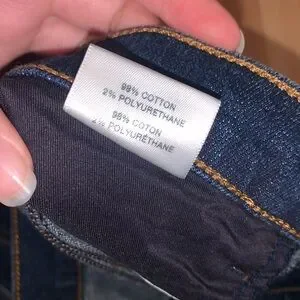 98% COTTON
2% POLYURETHANE
98% COTON
2% POLYURÉTHANE